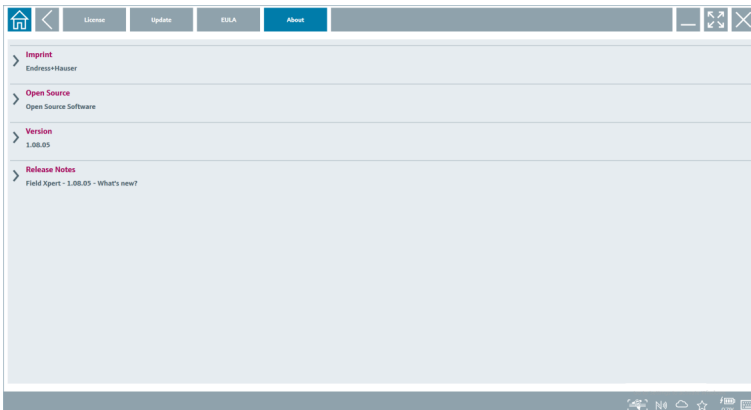 License Update EULA About
Imprint
Endress+Hauser
Open Source
Open Source Software
Version
1.08.05
Release Notes
Field Xpert - 1.08.05 - What's new?